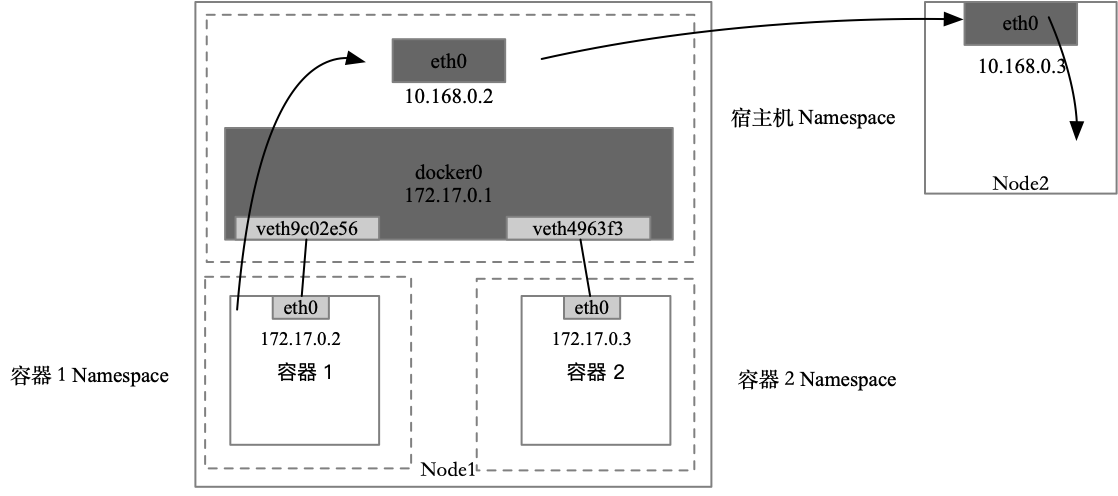 eth0
10.168.0.2
eth0
10.168.0.3
Node2
宿主机 Namespace
docker0
172.17.0.1
veth9c02e56
veth4963f3
eth0
172.17.0.2
容器 1
eth0
172.17.0.3
容器 2
容器 1 Namespace
容器 2 Namespace
Node1